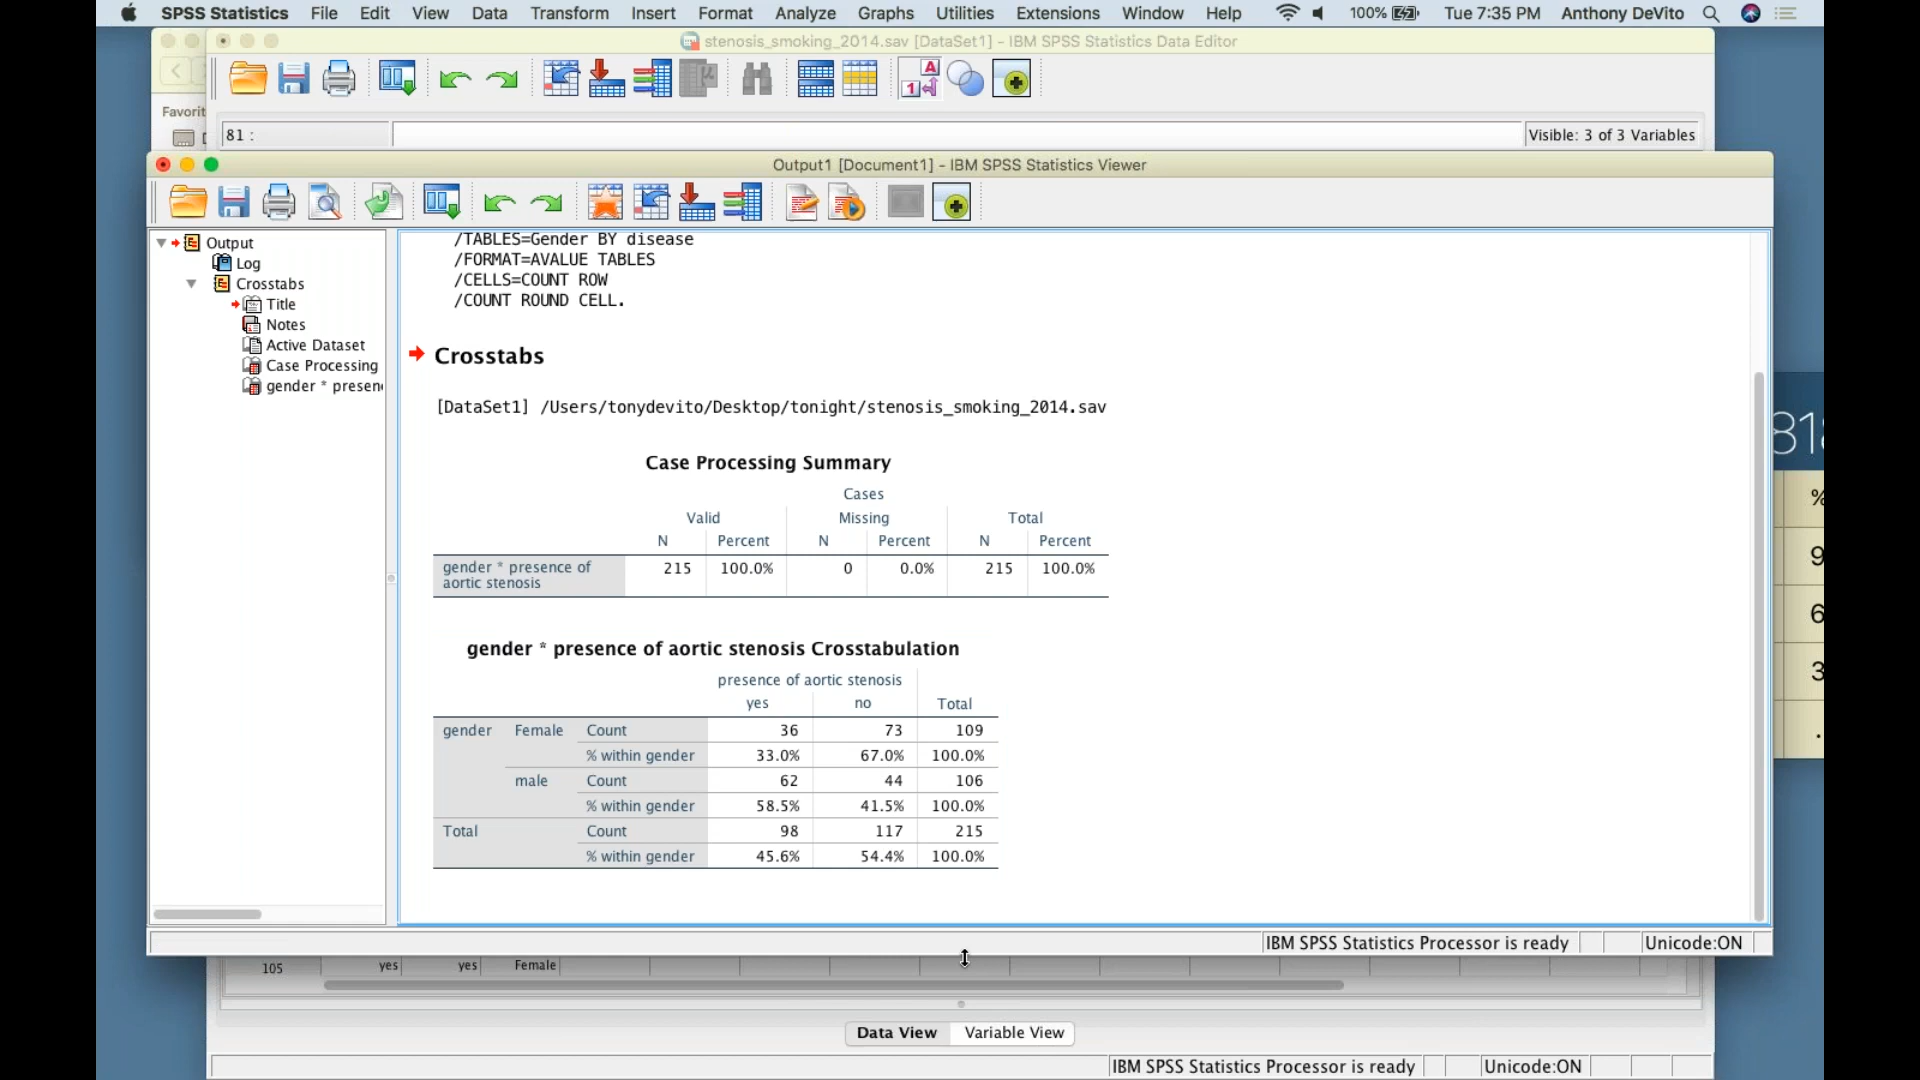 SPSS Statistics File Edit View Data Transform Insert Format Analyze Graphs Utilities Extensions Window Help 100% Tue 7:35 PM Anthony DeVito
stenosis_smoking_2014.sav [DataSet1] - IBM SPSS Statistics Data Editor
Favorit
81 :
Visible: 3 of 3 Variables
Output1 [Document1] - IBM SPSS Statistics Viewer
Output
Log
Crosstabs
Title
Notes
Active Dataset
Case Processing
gender * presen
/TABLES=Gender BY disease
/FORMAT=AVALUE TABLES
/CELLS=COUNT ROW
/COUNT ROUND CELL.
Crosstabs
[DataSet1] /Users/tonydevito/Desktop/tonight/stenosis_smoking_2014.sav
Case Processing Summary
Cases
Valid Missing Total
N Percent N Percent N Percent
gender * presence of aortic stenosis 215 100.0% 0 0.0% 215 100.0%
gender * presence of aortic stenosis Crosstabulation
presence of aortic stenosis
yes no Total
gender Female Count 36 73 109
% within gender 33.0% 67.0% 100.0%
male Count 62 44 106
% within gender 58.5% 41.5% 100.0%
Total Count 98 117 215
% within gender 45.6% 54.4% 100.0%
IBM SPSS Statistics Processor is ready Unicode:ON
105 yes yes Female
Data View Variable View
IBM SPSS Statistics Processor is ready Unicode:ON
%
9
6
3
.